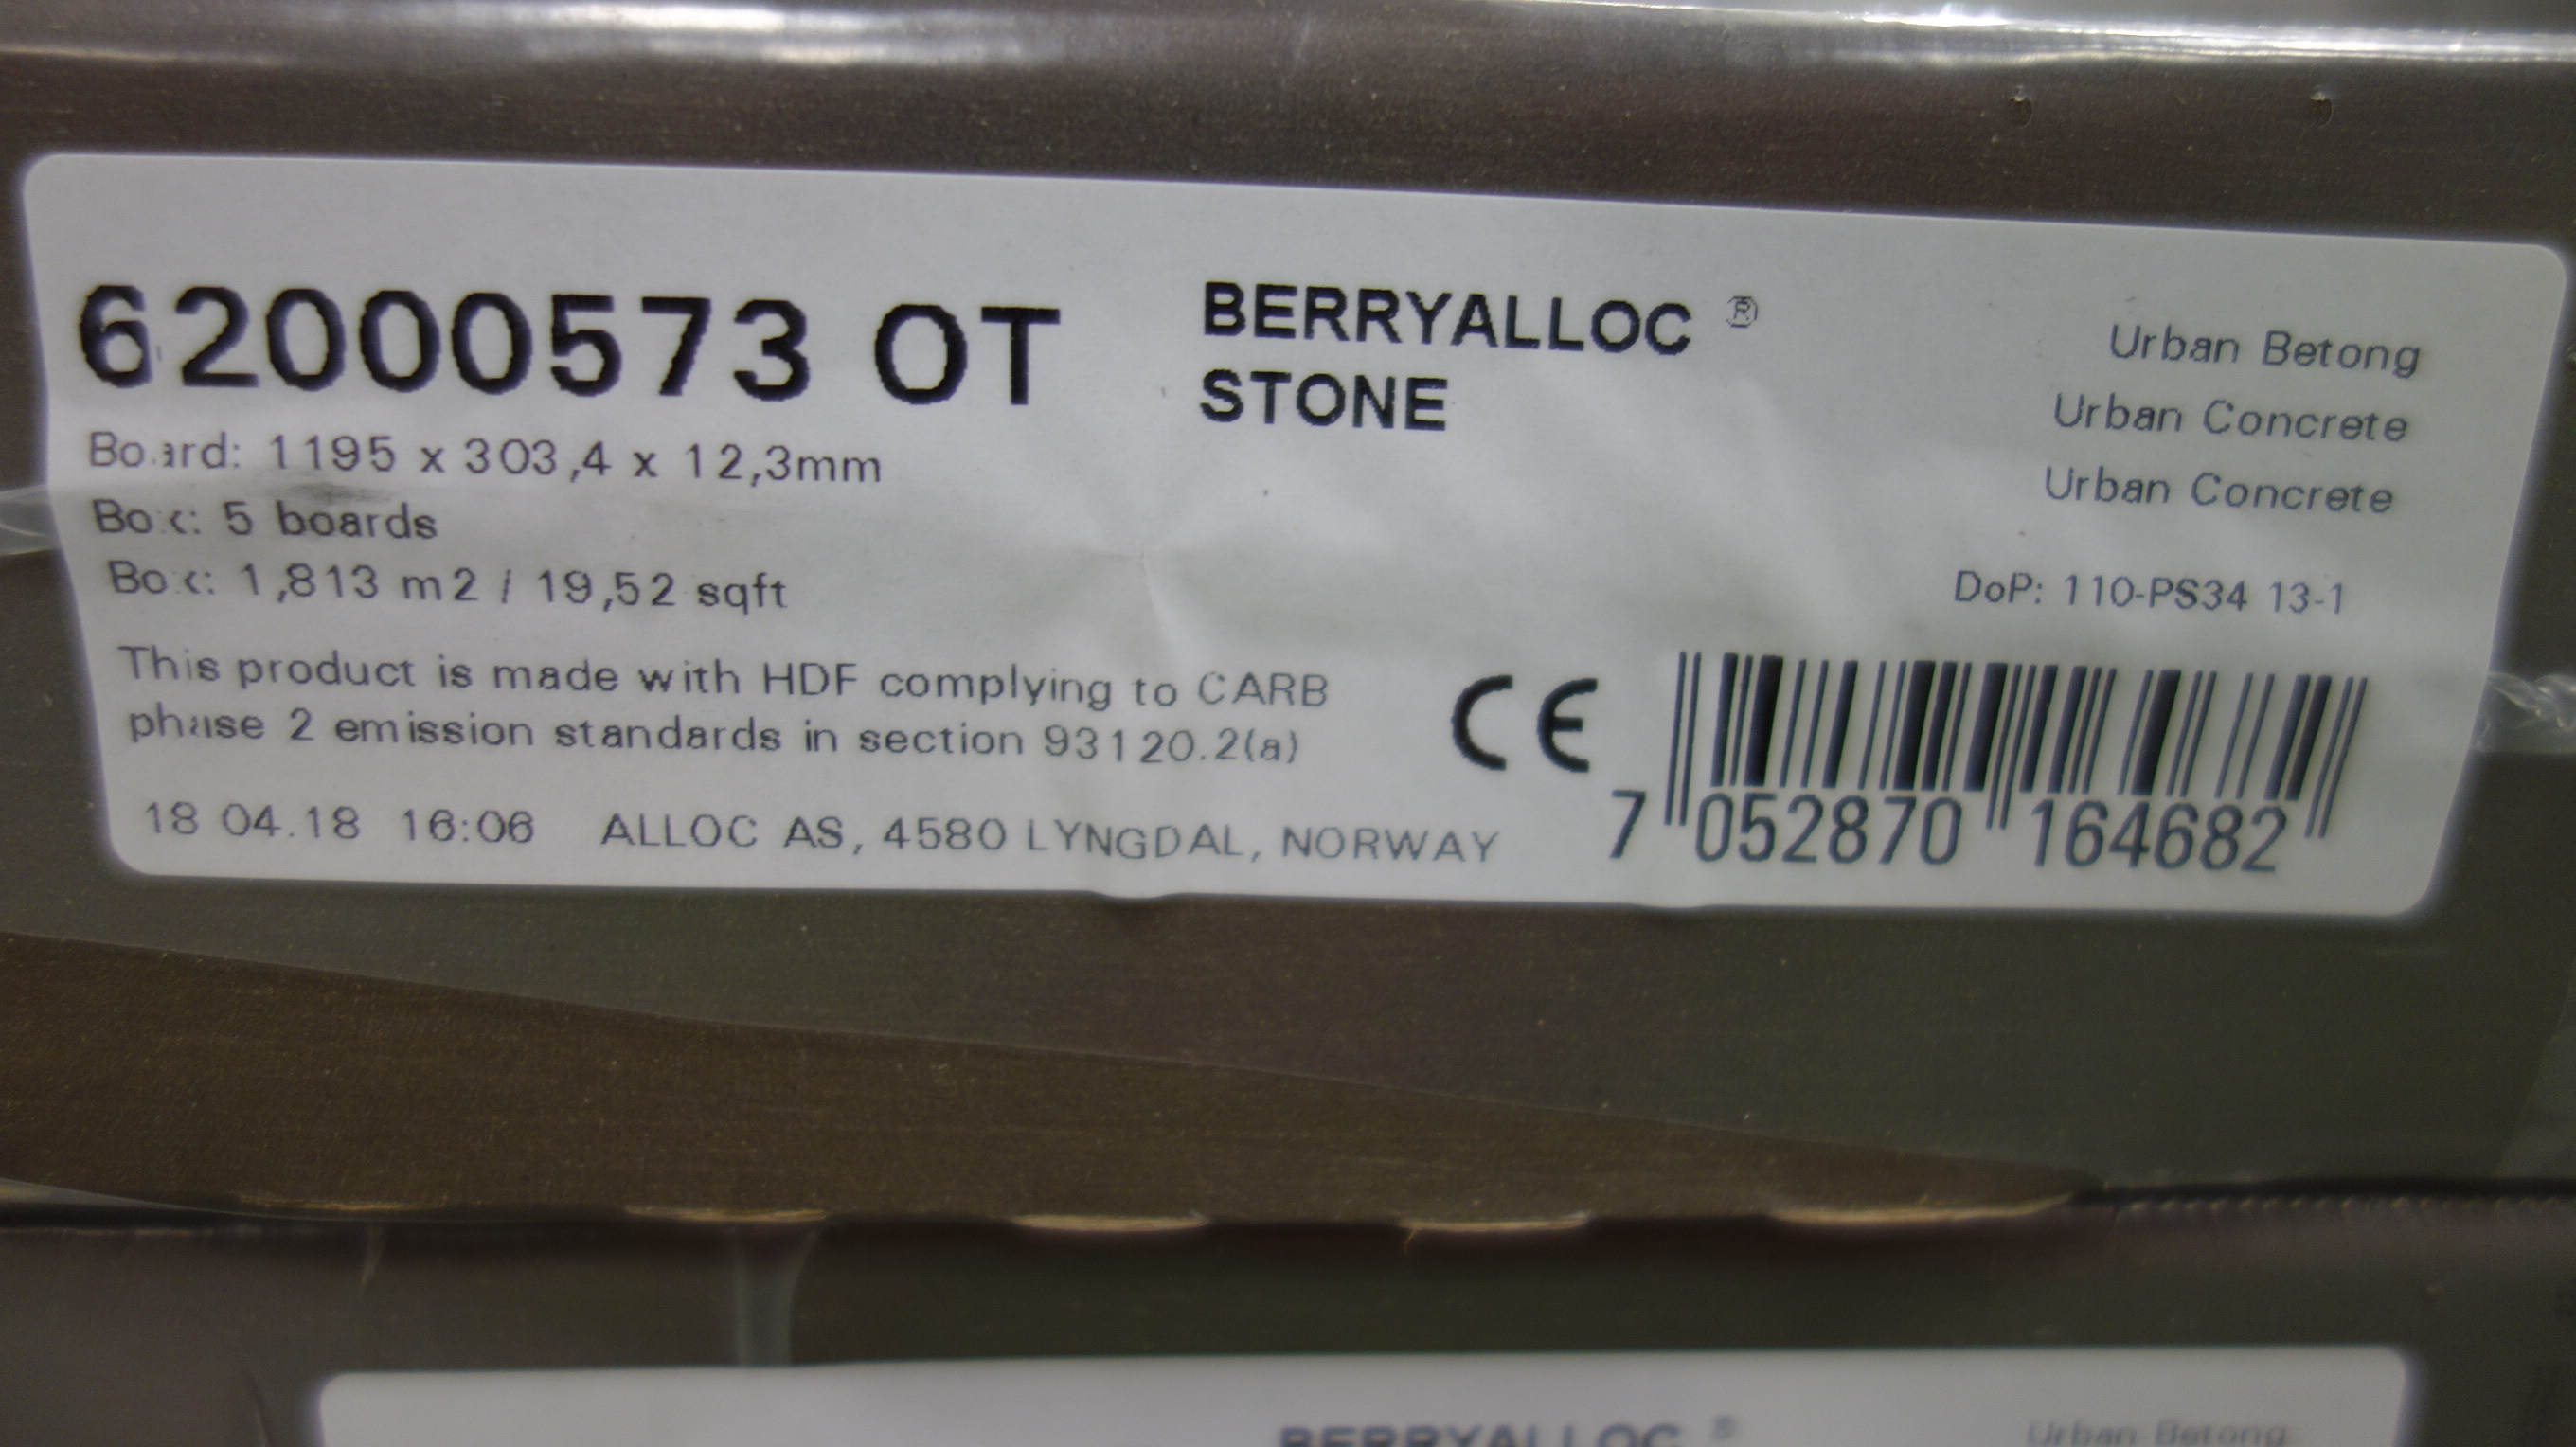 62000573 OT
BERRYALLOC ®
STONE
Urban Betong
Urban Concrete
Urban Concrete
Board: 1195 x 303,4 x 12,3mm
Box: 5 boards
Box: 1,813 m2 / 19,52 sqft
DoP: 110-PS34 13-1
This product is made with HDF complying to CARB
phase 2 emission standards in section 93120.2(a)
CE
18 04.18 16:06 ALLOC AS, 4580 LYNGDAL, NORWAY
7 052870 164682
BERRYALLOC ®
Urban Betong